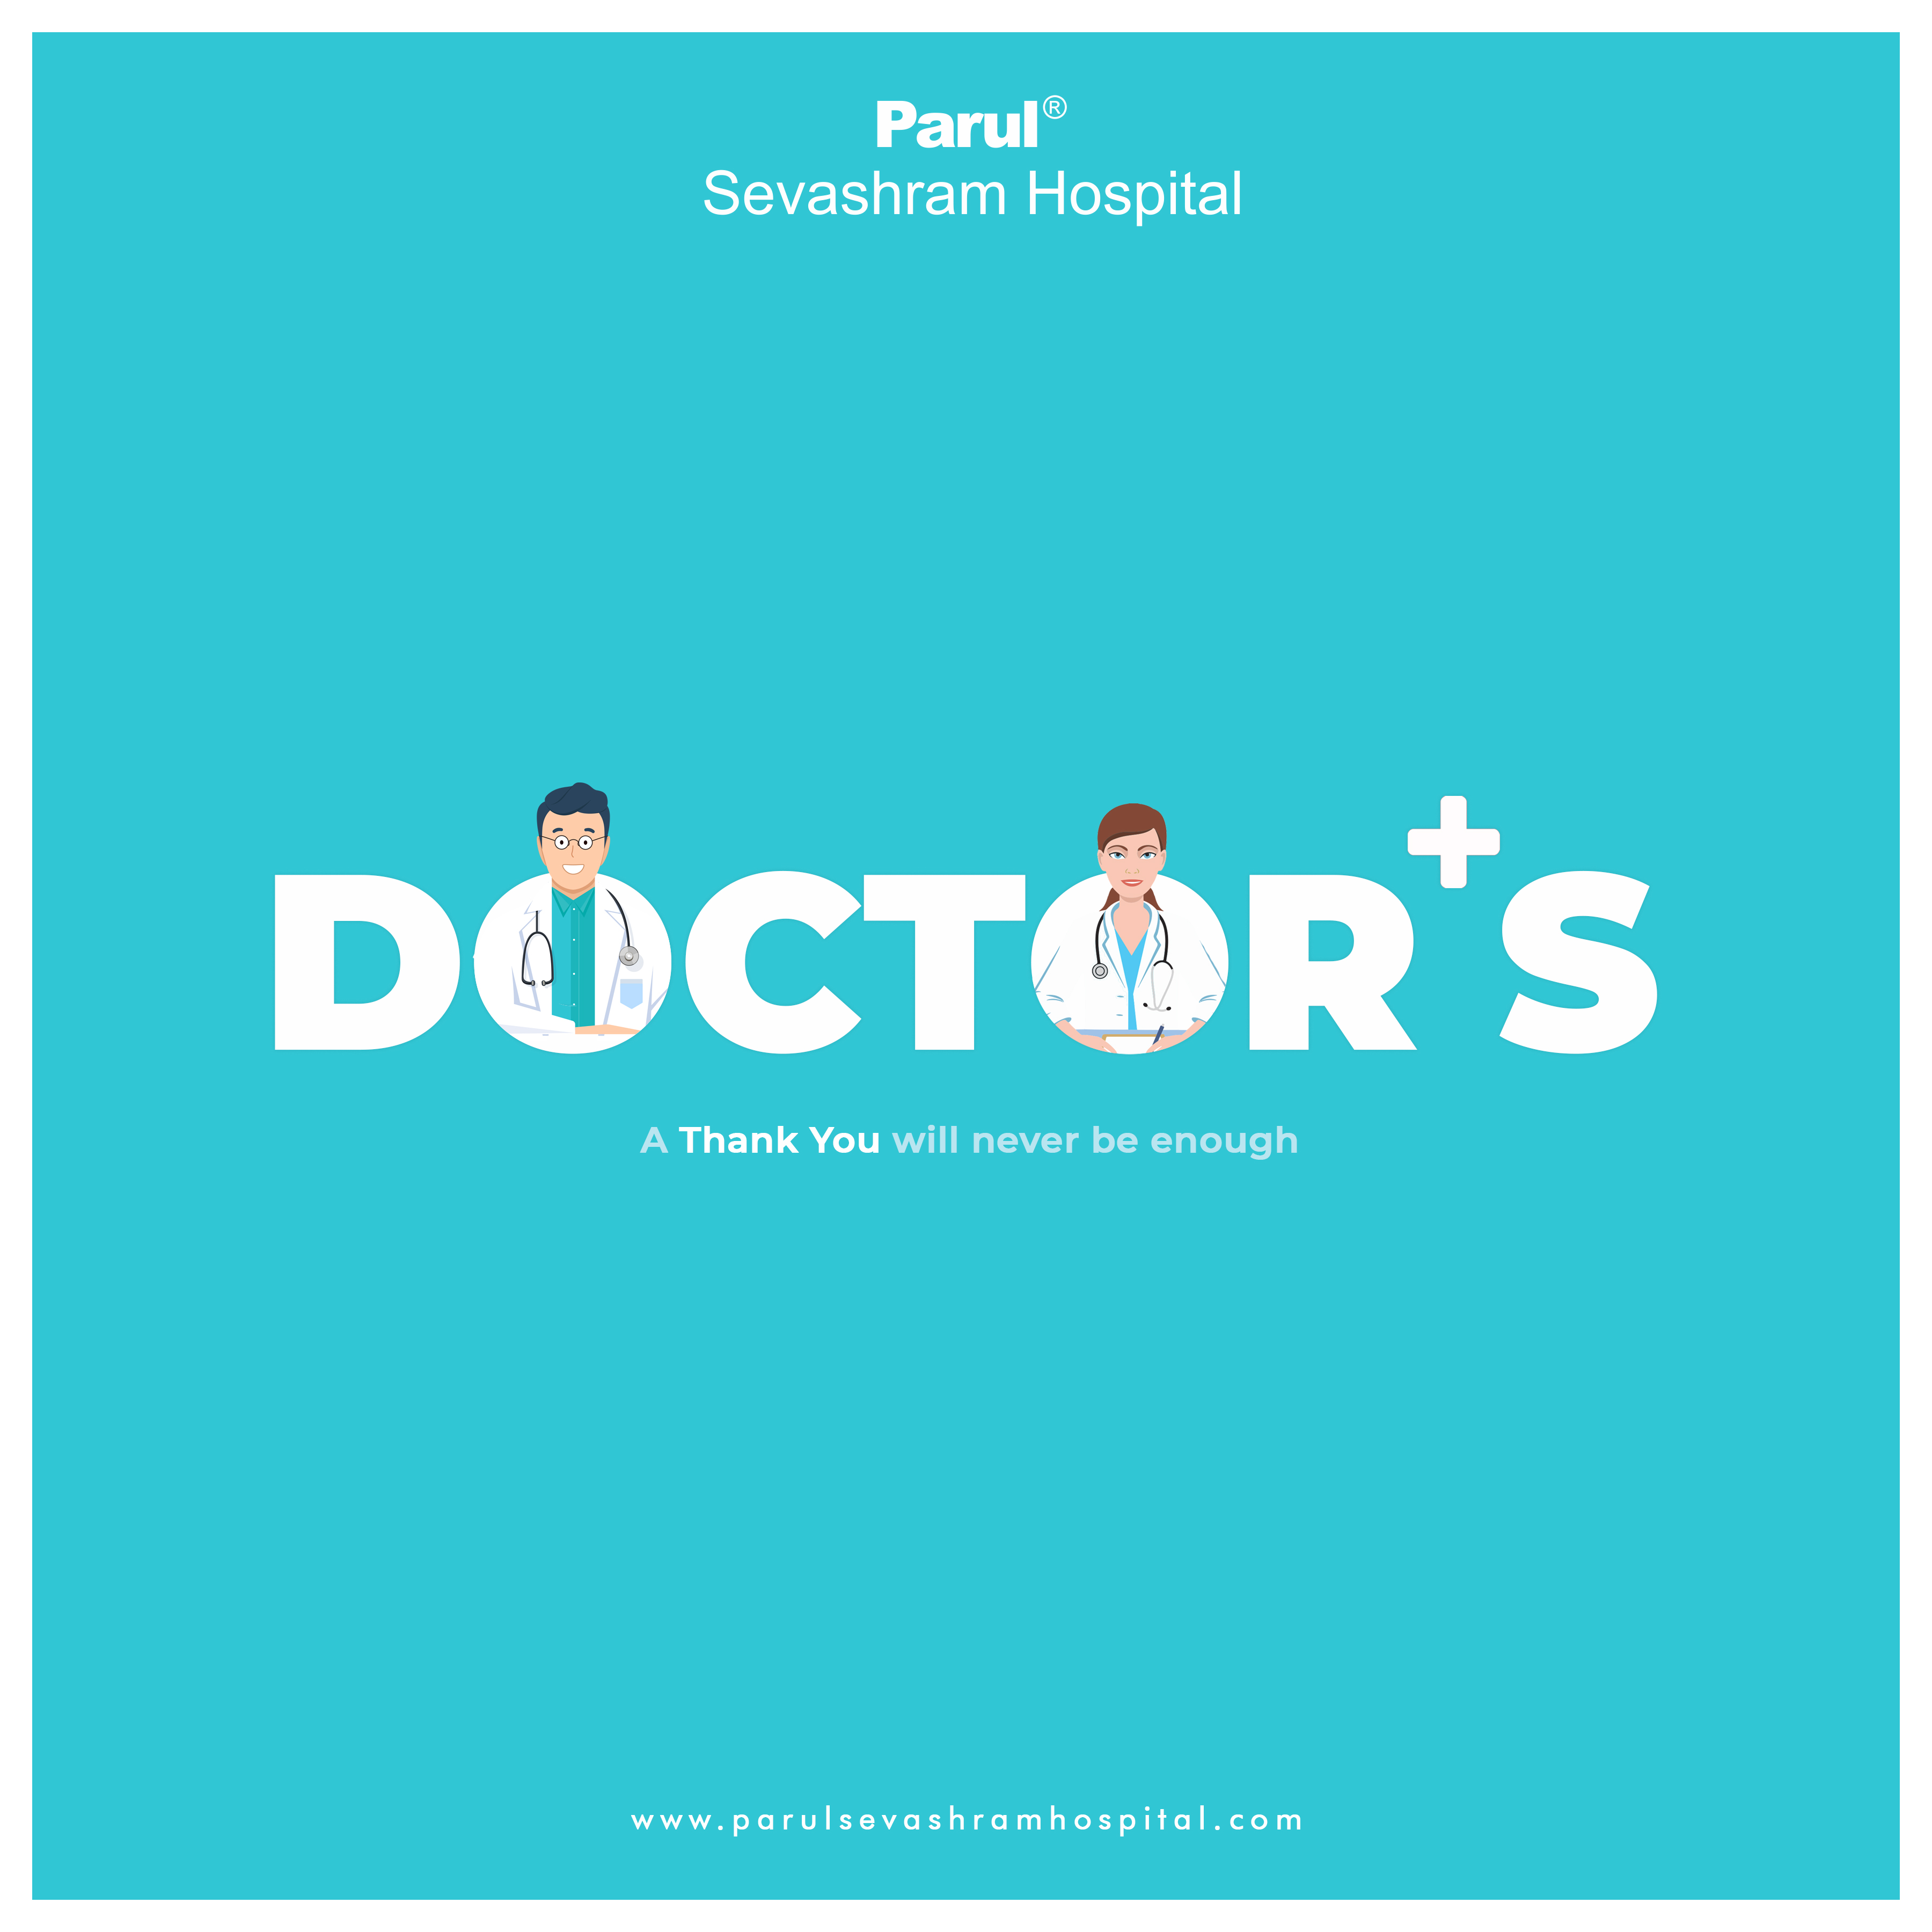 Parul®
Sevashram Hospital
DOCTOR'S
A Thank You will never be enough
www.parulsevashramhospital.com